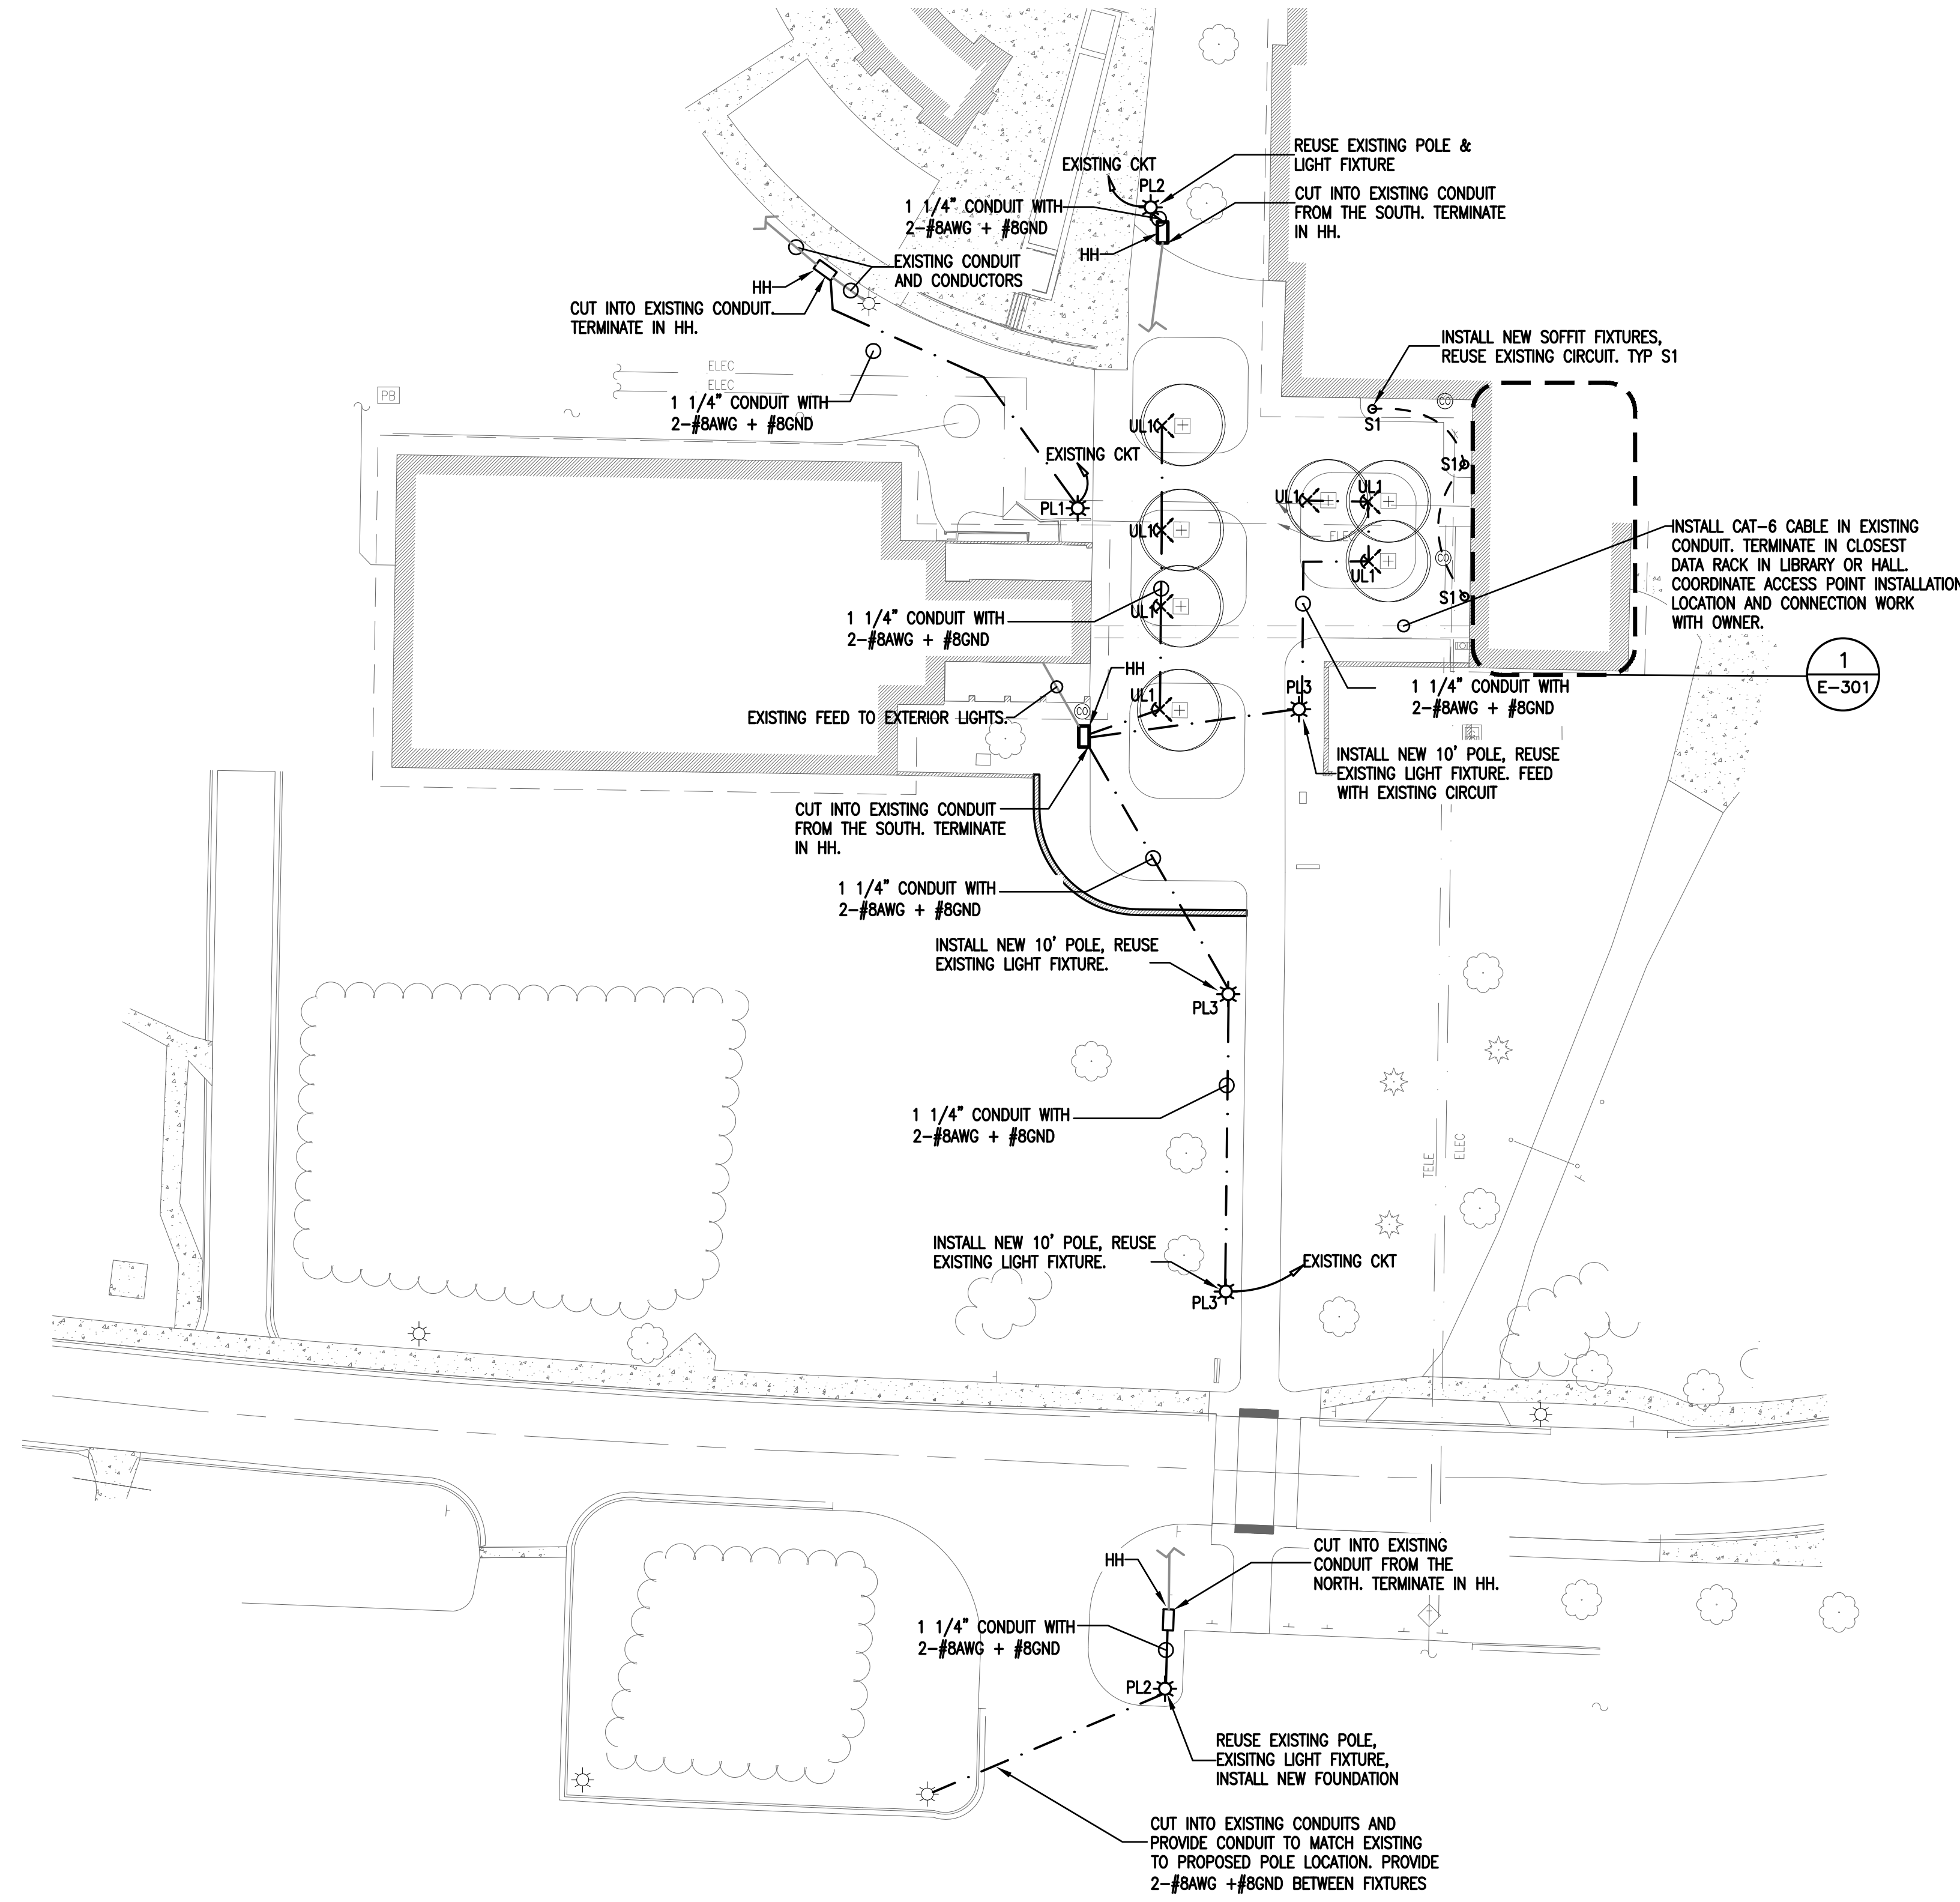 REUSE EXISTING POLE &
LIGHT FIXTURE
EXISTING CKT
PL2
CUT INTO EXISTING CONDUIT
FROM THE SOUTH. TERMINATE
IN HH.
1 1/4" CONDUIT WITH
2-#8AWG + #8GND
HH
EXISTING CONDUIT
AND CONDUCTORS
HH
CUT INTO EXISTING CONDUIT.
TERMINATE IN HH.
INSTALL NEW SOFFIT FIXTURES,
REUSE EXISTING CIRCUIT. TYP S1
ELEC
ELEC
PB
1 1/4" CONDUIT WITH
2-#8AWG + #8GND
CO
S1
UL1
EXISTING CKT
S1
PL1
UL1
UL1
UL1
ELEC
INSTALL CAT-6 CABLE IN EXISTING
CONDUIT. TERMINATE IN CLOSEST
DATA RACK IN LIBRARY OR HALL.
COORDINATE ACCESS POINT INSTALLATION
LOCATION AND CONNECTION WORK
WITH OWNER.
CO
UL1
S1
UL1
1 1/4" CONDUIT WITH
2-#8AWG + #8GND
HH
1
E-301
UL1
PL3
1 1/4" CONDUIT WITH
2-#8AWG + #8GND
CO
EXISTING FEED TO EXTERIOR LIGHTS.
INSTALL NEW 10' POLE, REUSE
EXISTING LIGHT FIXTURE. FEED
WITH EXISTING CIRCUIT
CUT INTO EXISTING CONDUIT
FROM THE SOUTH. TERMINATE
IN HH.
1 1/4" CONDUIT WITH
2-#8AWG + #8GND
INSTALL NEW 10' POLE, REUSE
EXISTING LIGHT FIXTURE.
PL3
1 1/4" CONDUIT WITH
2-#8AWG + #8GND
TELE
ELEC
INSTALL NEW 10' POLE, REUSE
EXISTING LIGHT FIXTURE.
EXISTING CKT
PL3
CUT INTO EXISTING
CONDUIT FROM THE
NORTH. TERMINATE IN HH.
HH
1 1/4" CONDUIT WITH
2-#8AWG + #8GND
PL2
REUSE EXISTING POLE,
EXISITNG LIGHT FIXTURE,
INSTALL NEW FOUNDATION
CUT INTO EXISTING CONDUITS AND
PROVIDE CONDUIT TO MATCH EXISTING
TO PROPOSED POLE LOCATION. PROVIDE
2-#8AWG +#8GND BETWEEN FIXTURES